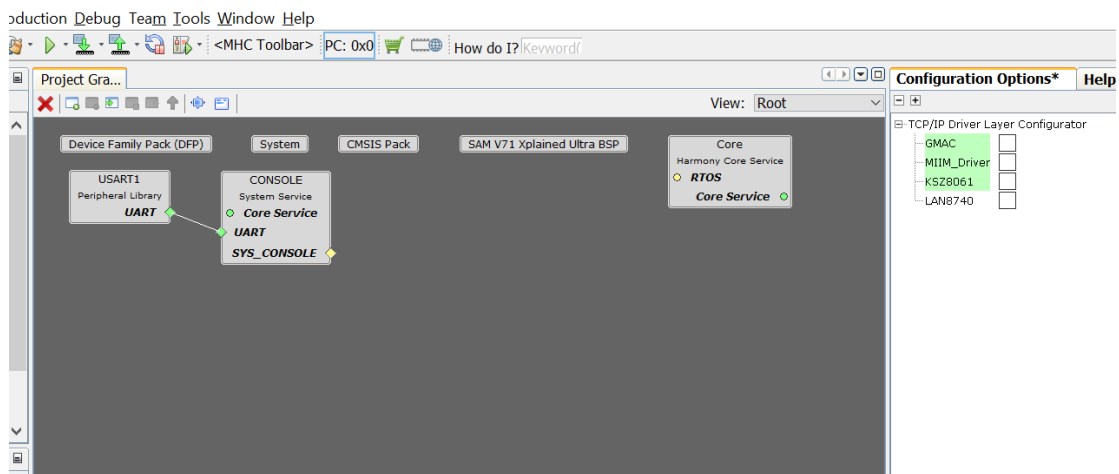 oduction Debug Team Tools Window Help
<MHC Toolbar> PC: 0x0 How do I? Keyword(
Project Gra...
Configuration Options* Help
View: Root
TCP/IP Driver Layer Configurator
GMAC
MIIM_Driver
KSZ8061
LAN8740
Device Family Pack (DFP) System CMSIS Pack SAM V71 Xplained Ultra BSP
Core
Harmony Core Service
RTOS
Core Service
USART1
Peripheral Library
UART
CONSOLE
System Service
Core Service
UART
SYS_CONSOLE